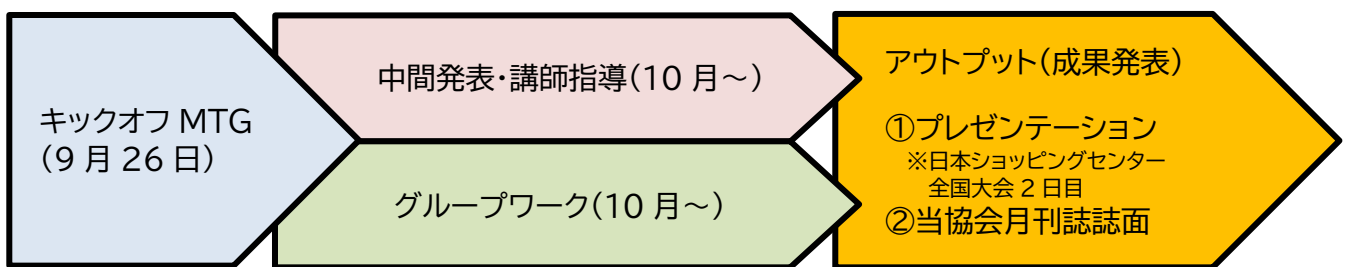 キックオフ MTG
(9 月 26 日)
中間発表・講師指導(10 月～)
グループワーク(10 月～)
アウトプット(成果発表)
①プレゼンテーション
※日本ショッピングセンター
全国大会 2 日目
②当協会月刊誌誌面